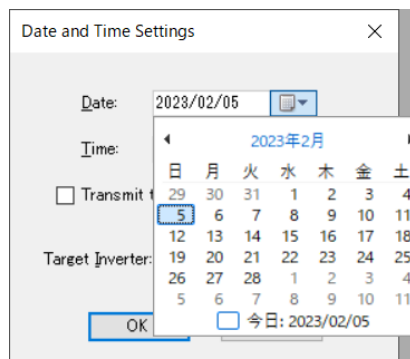 Date and Time Settings
Date: 2023/02/05
Time:
2023年2月
日 月 火 水 木 金 土
29 30 31 1 2 3 4
5 6 7 8 9 10 11
12 13 14 15 16 17 18
19 20 21 22 23 24 25
26 27 28 1 2 3 4
5 6 7 8 9 10 11
今日: 2023/02/05
Transmit
Target Inverter:
OK